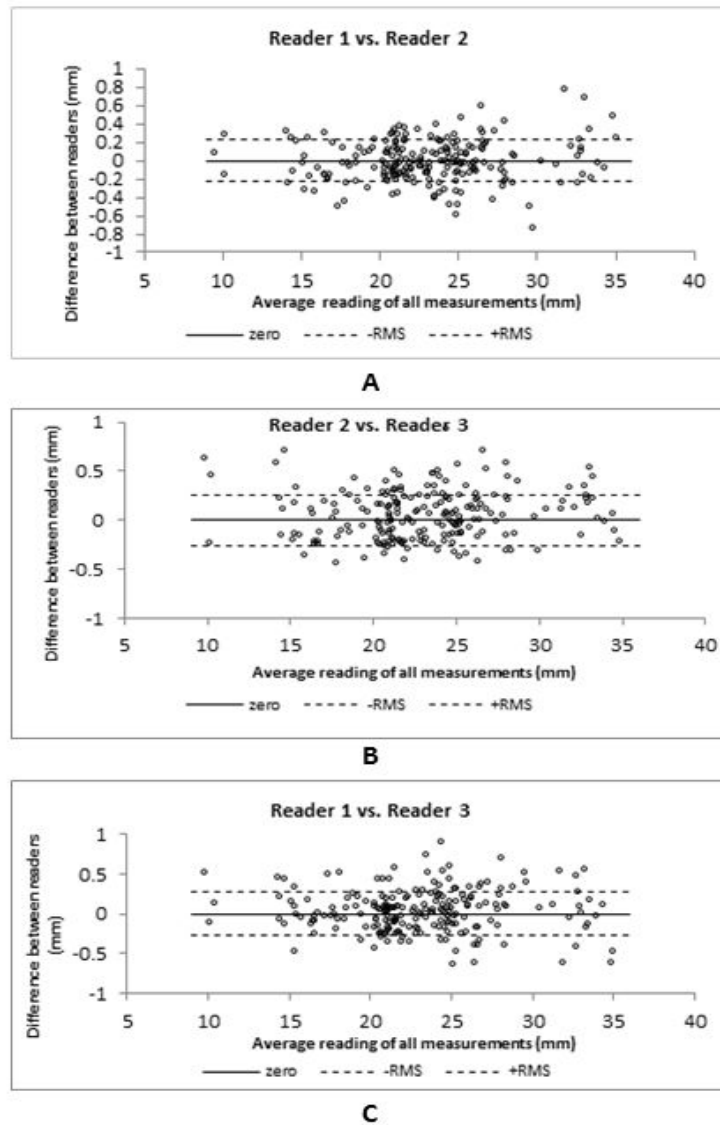 Reader 1 vs. Reader 2
Difference between readers (mm)
1
0.8
0.6
0.4
0.2
0
-0.2
-0.4
-0.6
-0.8
-1
5 10 15 20 25 30 35 40
Average reading of all measurements (mm)
zero -RMS +RMS
A
Reader 2 vs. Reader 3
Difference between readers (mm)
1
0.5
0
-0.5
-1
5 10 15 20 25 30 35 40
Average reading of all measurements (mm)
zero -RMS +RMS
B
Reader 1 vs. Reader 3
Difference between readers
(mm)
1
0.5
0
-0.5
-1
5 10 15 20 25 30 35 40
Average reading of all measurements (mm)
zero -RMS +RMS
C